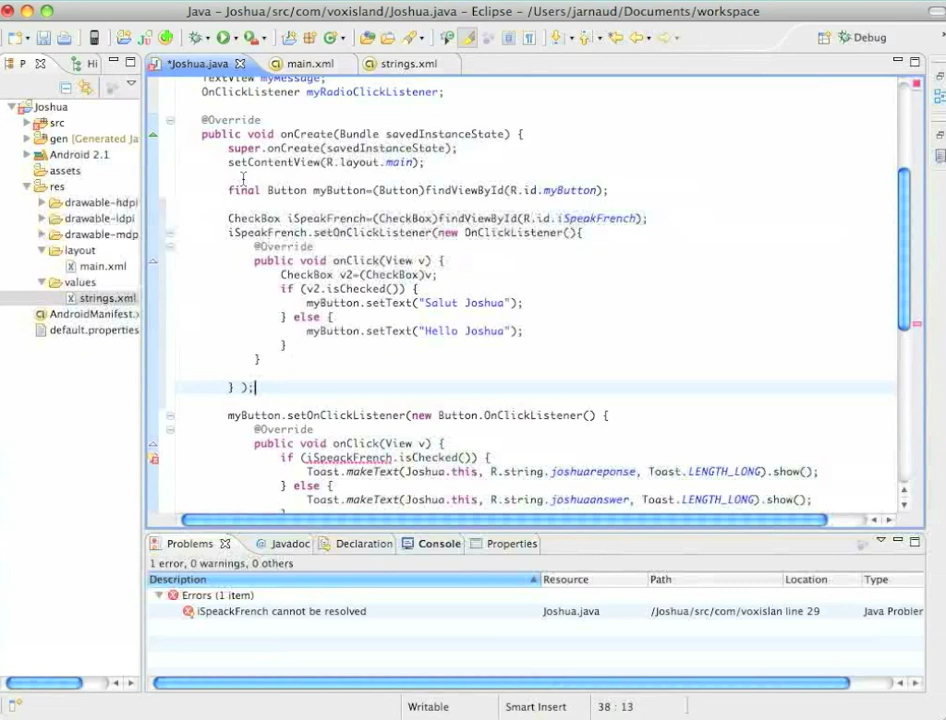 Java - Joshua/src/com/voxisland/Joshua.java - Eclipse - /Users/jarnaud/Documents/workspace
Debug
P
Hi
*Joshua.java
main.xml
strings.xml
Joshua
src
gen [Generated Ja
Android 2.1
assets
res
drawable-hdpi
drawable-ldpi
drawable-mdp
layout
main.xml
values
strings.xml
AndroidManifest.
default.properties
TextView myMessage;
OnClickListener myRadioClickListener;
@Override
public void onCreate(Bundle savedInstanceState) {
super.onCreate(savedInstanceState);
setContentView(R.layout.main);
final Button myButton=(Button)findViewById(R.id.myButton);
CheckBox iSpeakFrench=(CheckBox)findViewById(R.id.iSpeakFrench);
iSpeakFrench.setOnClickListener(new OnClickListener(){
@Override
public void onClick(View v) {
CheckBox v2=(CheckBox)v;
if (v2.isChecked()) {
myButton.setText("Salut Joshua");
} else {
myButton.setText("Hello Joshua");
}
}
} );
myButton.setOnClickListener(new Button.OnClickListener() {
@Override
public void onClick(View v) {
if (iSpeackFrench.isChecked()) {
Toast.makeText(Joshua.this, R.string.joshuareponse, Toast.LENGTH_LONG).show();
} else {
Toast.makeText(Joshua.this, R.string.joshuaanswer, Toast.LENGTH_LONG).show();
Problems
Javadoc
Declaration
Console
Properties
1 error, 0 warnings, 0 others
Description Resource Path Location Type
Errors (1 item)
iSpeackFrench cannot be resolved Joshua.java /Joshua/src/com/voxislan line 29 Java Probler
Writable Smart Insert 38 : 13